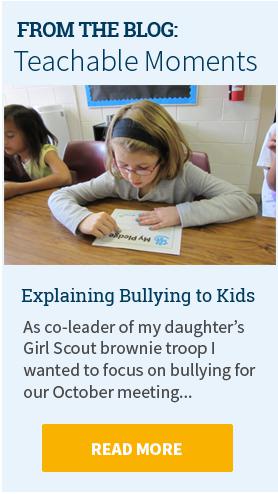 FROM THE BLOG:
Teachable Moments
My Pledge
Explaining Bullying to Kids
As co-leader of my daughter's
Girl Scout brownie troop I
wanted to focus on bullying for
our October meeting...
READ MORE